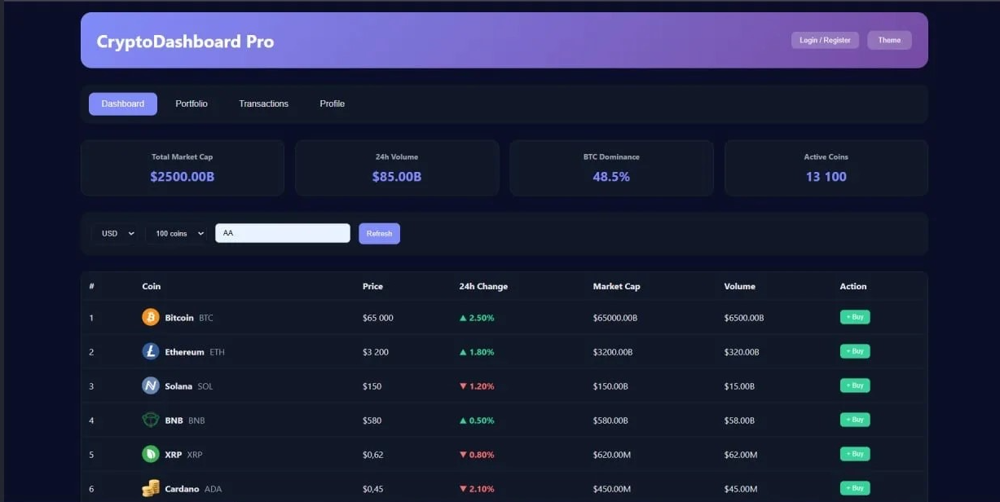 CryptoDashboard Pro
Login / Register
Theme
Dashboard
Portfolio
Transactions
Profile
Total Market Cap
$2500.00B
24h Volume
$85.00B
BTC Dominance
48.5%
Active Coins
13 100
USD
100 coins
AA
Refresh
# Coin Price 24h Change Market Cap Volume Action
1 Bitcoin BTC $65 000 ▲ 2.50% $65000.00B $6500.00B + Buy
2 Ethereum ETH $3 200 ▲ 1.80% $3200.00B $320.00B + Buy
3 Solana SOL $150 ▼ 1.20% $150.00B $15.00B + Buy
4 BNB BNB $580 ▲ 0.50% $580.00B $58.00B + Buy
5 XRP XRP $0,62 ▼ 0.80% $620.00M $62.00M + Buy
6 Cardano ADA $0,45 ▼ 2.10% $450.00M $45.00M + Buy